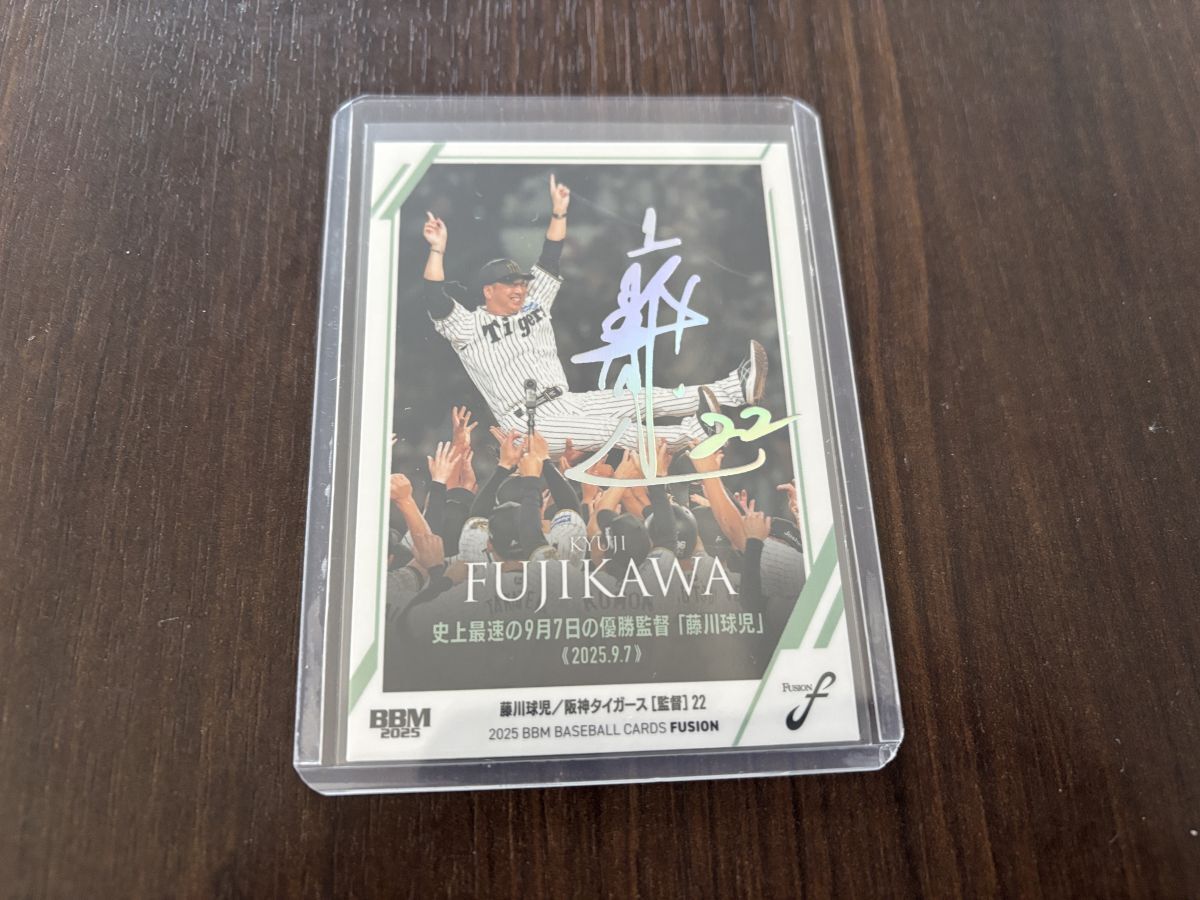 Tigers
22
KYUJI
FUJIKAWA
史上最速の9月7日の優勝監督「藤川球児」
《2025.9.7》
藤川球児／阪神タイガース［監督］22
2025 BBM BASEBALL CARDS FUSION
BBM
2025
FUSION
f